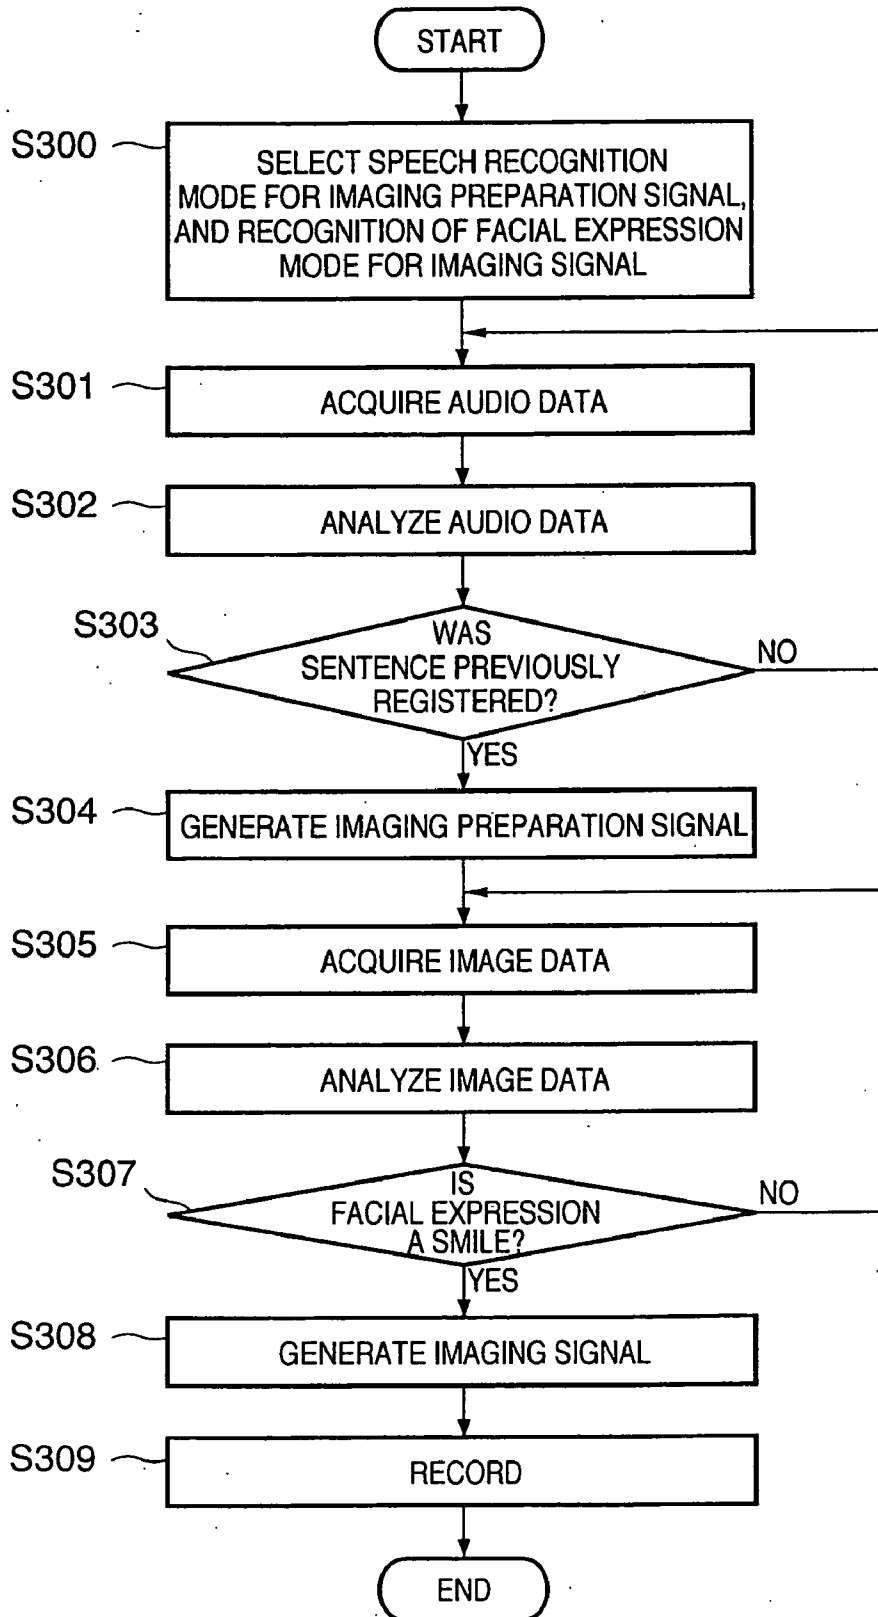 START
S300
SELECT SPEECH RECOGNITION
MODE FOR IMAGING PREPARATION SIGNAL,
AND RECOGNITION OF FACIAL EXPRESSION
MODE FOR IMAGING SIGNAL
S301
ACQUIRE AUDIO DATA
S302
ANALYZE AUDIO DATA
S303
WAS
SENTENCE PREVIOUSLY
REGISTERED?
NO
YES
S304
GENERATE IMAGING PREPARATION SIGNAL
S305
ACQUIRE IMAGE DATA
S306
ANALYZE IMAGE DATA
S307
IS
FACIAL EXPRESSION
A SMILE?
NO
YES
S308
GENERATE IMAGING SIGNAL
S309
RECORD
END